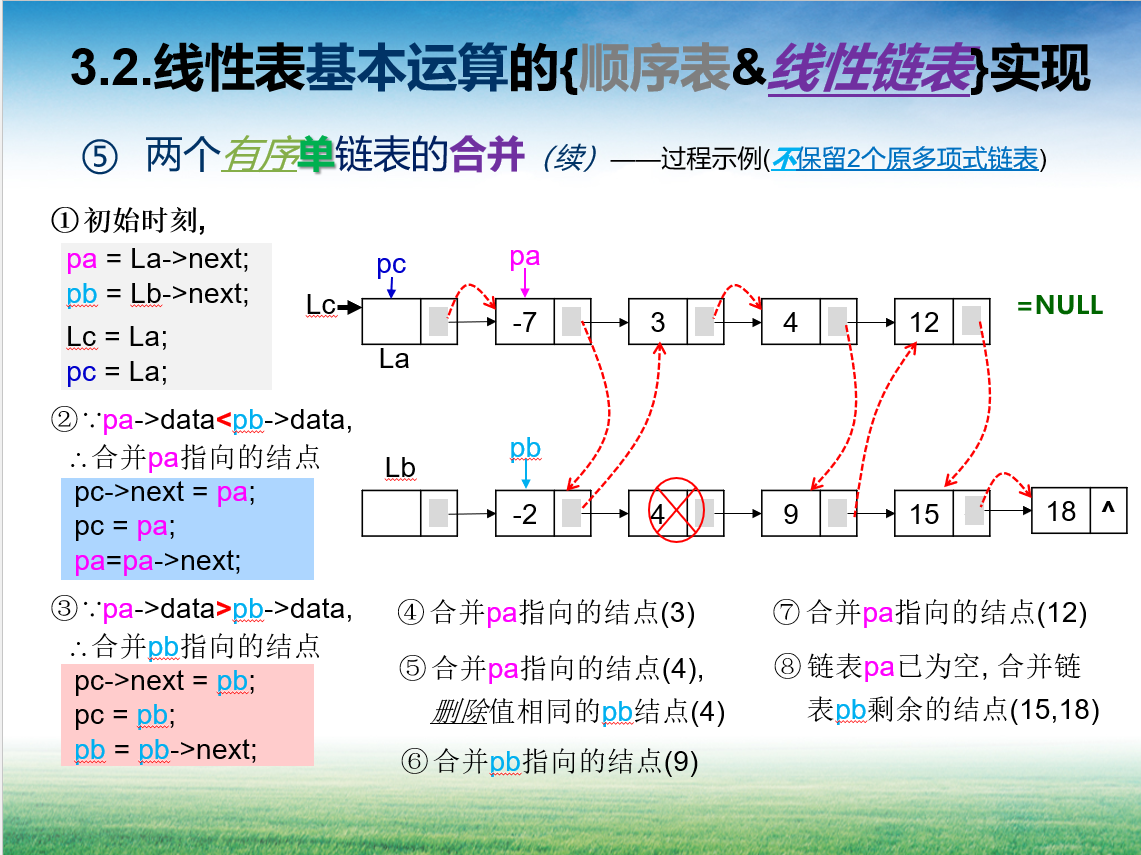 3.2.线性表基本运算的{顺序表&线性链表}实现
⑤ 两个有序单链表的合并（续）——过程示例(不保留2个原多项式链表)
①初始时刻,
pa = La->next;
pb = Lb->next;
Lc = La;
pc = La;
②∵pa->data<pb->data,
∴合并pa指向的结点
pc->next = pa;
pc = pa;
pa=pa->next;
③∵pa->data>pb->data,
∴合并pb指向的结点
pc->next = pb;
pc = pb;
pb = pb->next;
pc
pa
=NULL
Lc
-7
3
4
12
La
pb
Lb
-2
4
9
15
18
^
④合并pa指向的结点(3)
⑤合并pa指向的结点(4),
删除值相同的pb结点(4)
⑥合并pb指向的结点(9)
⑦合并pa指向的结点(12)
⑧链表pa已为空, 合并链
表pb剩余的结点(15,18)